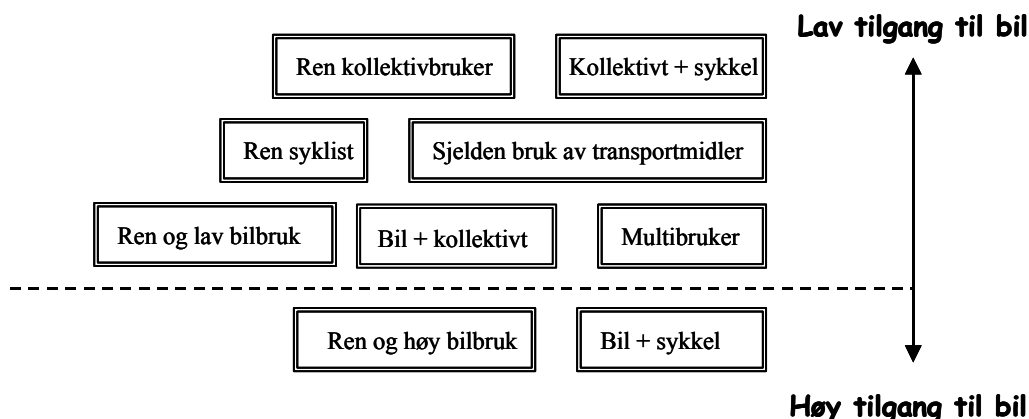 Lav tilgang til bil
Ren kollektivbruker
Kollektivt + sykkel
Ren syklist
Sjelden bruk av transportmidler
Ren og lav bilbruk
Bil + kollektivt
Multibruker
Ren og høy bilbruk
Bil + sykkel
Høy tilgang til bil